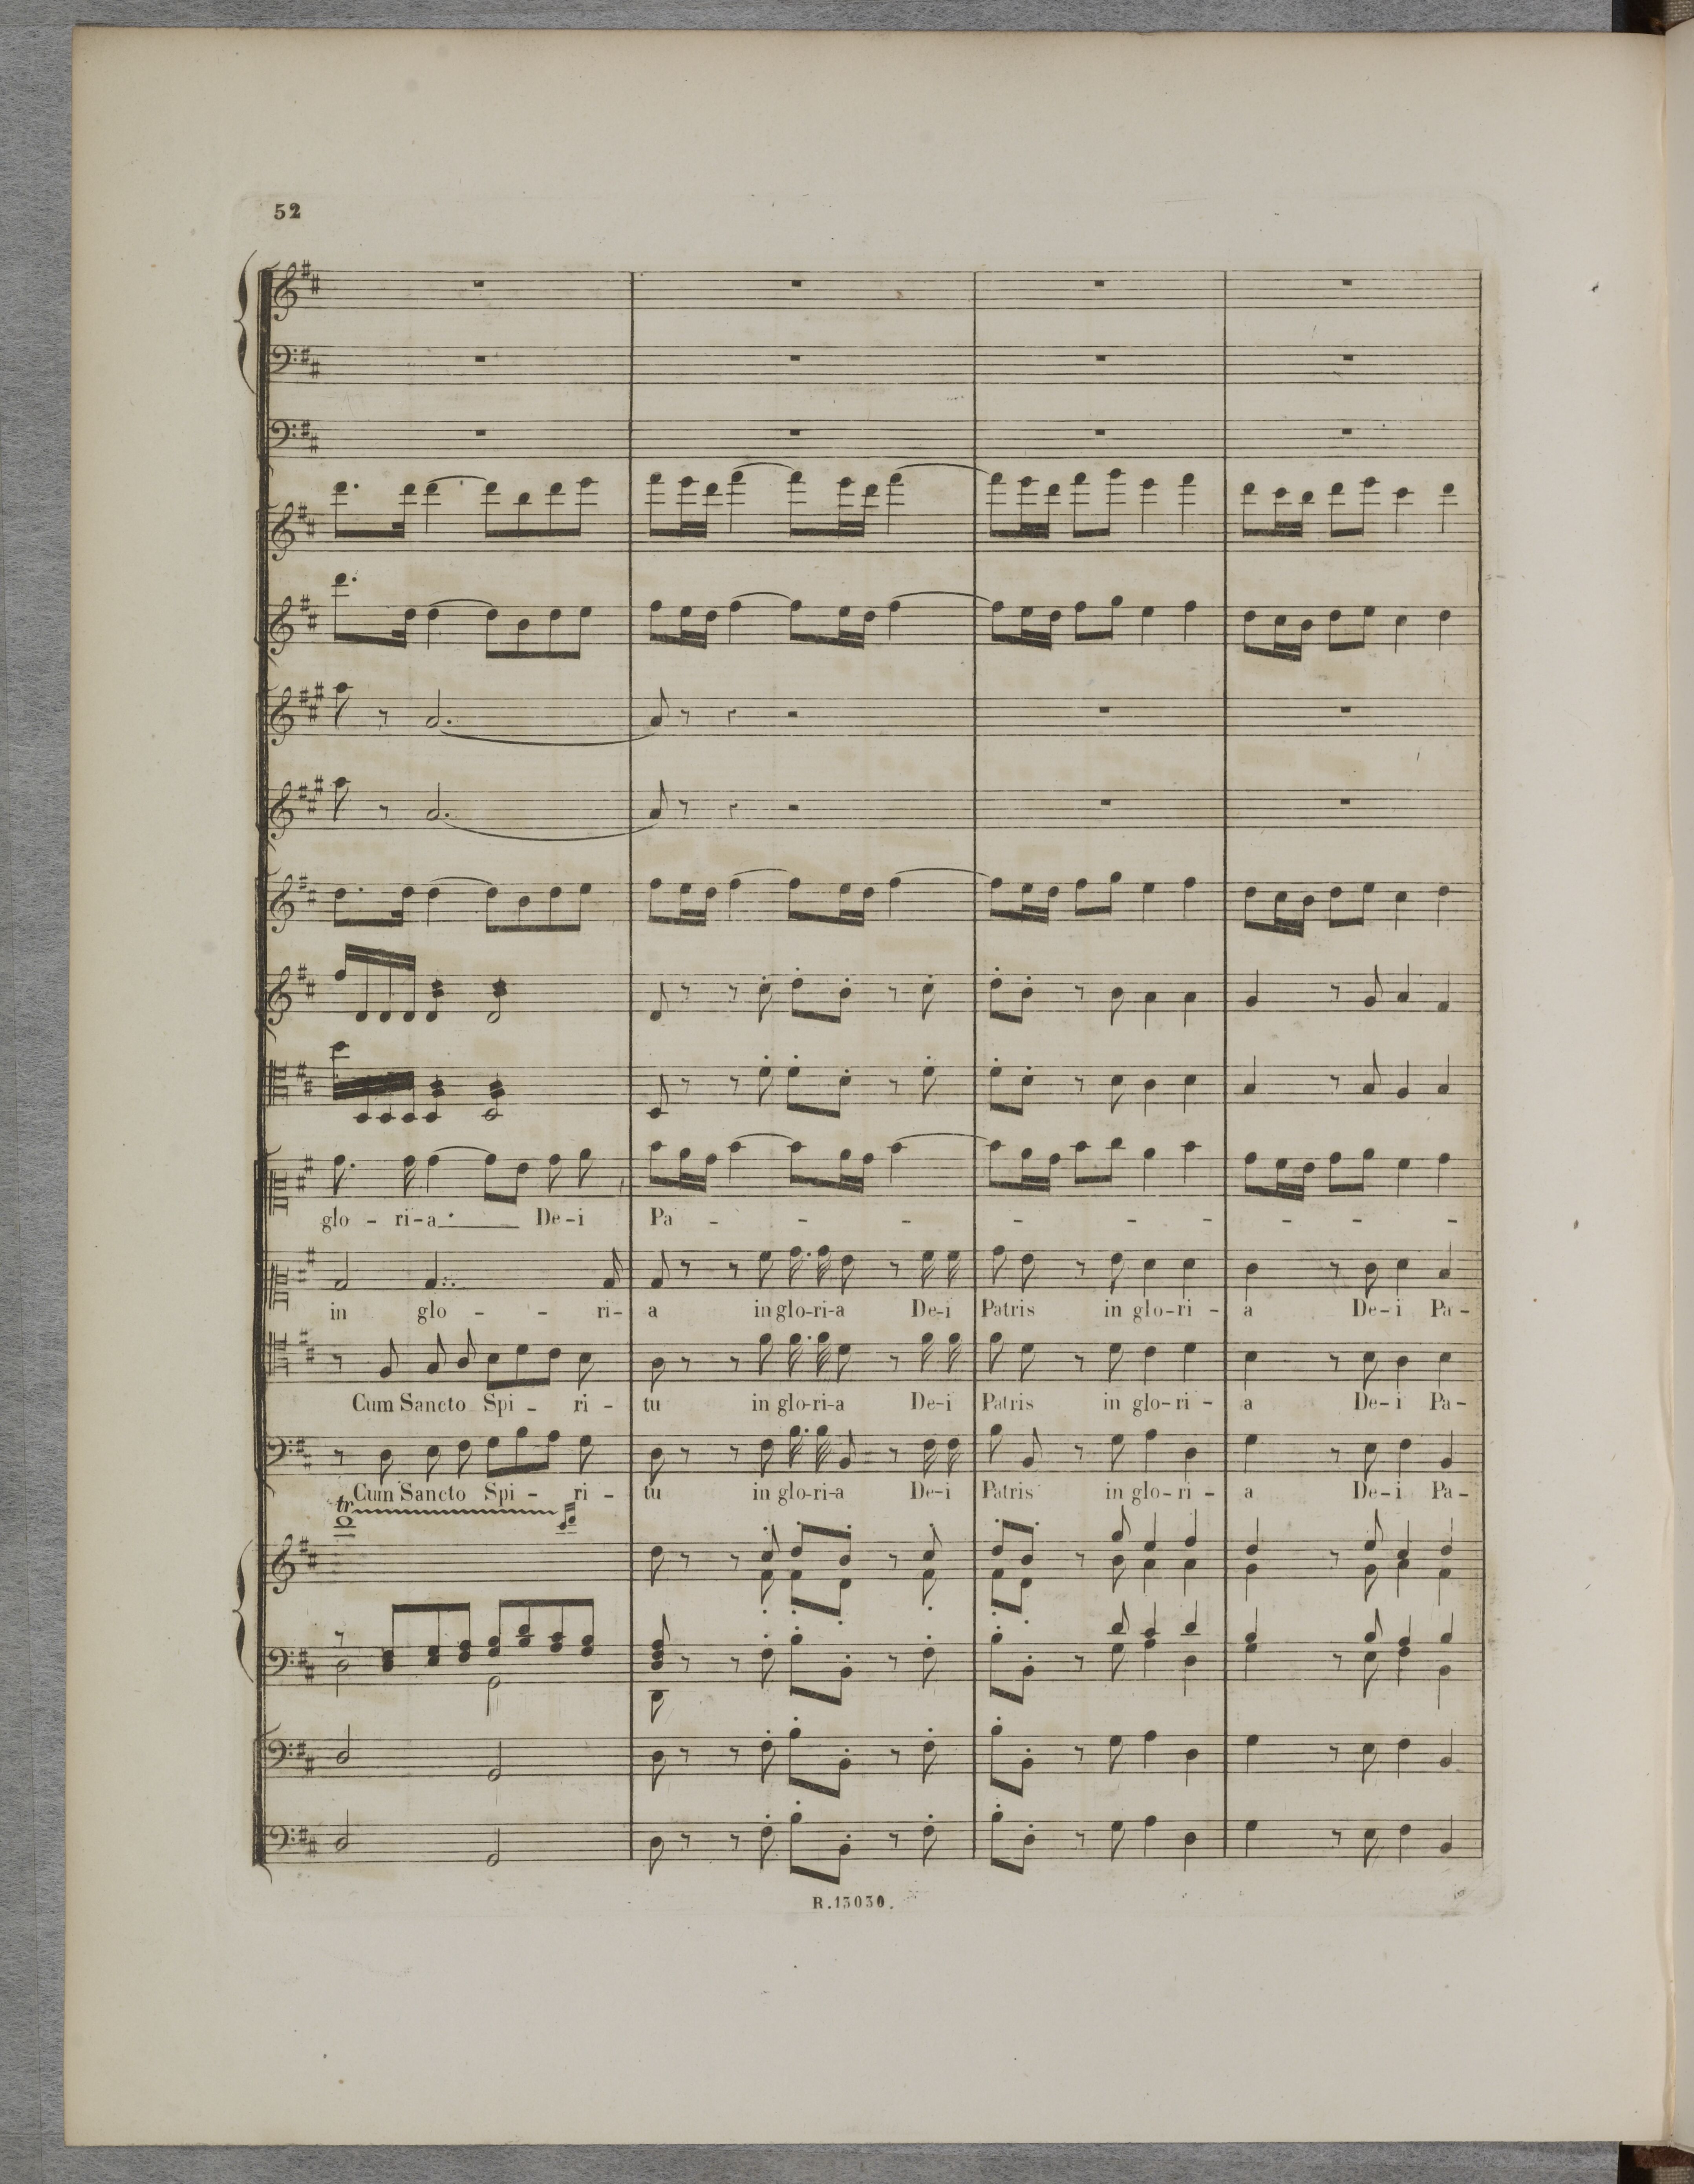 52
glo - ri - a. De - i Pa - - - - - - - - -
in glo - - - ri - a in glo - ri - a De - i Patris in glo - ri - a De - i Pa -
Cum Sancto Spi - ri - tu in glo - ri - a De - i Patris in glo - ri - a De - i Pa -
Cum Sancto Spi - ri - tu in glo - ri - a De - i Patris in glo - ri - a De - i Pa -
tr
R.13030.